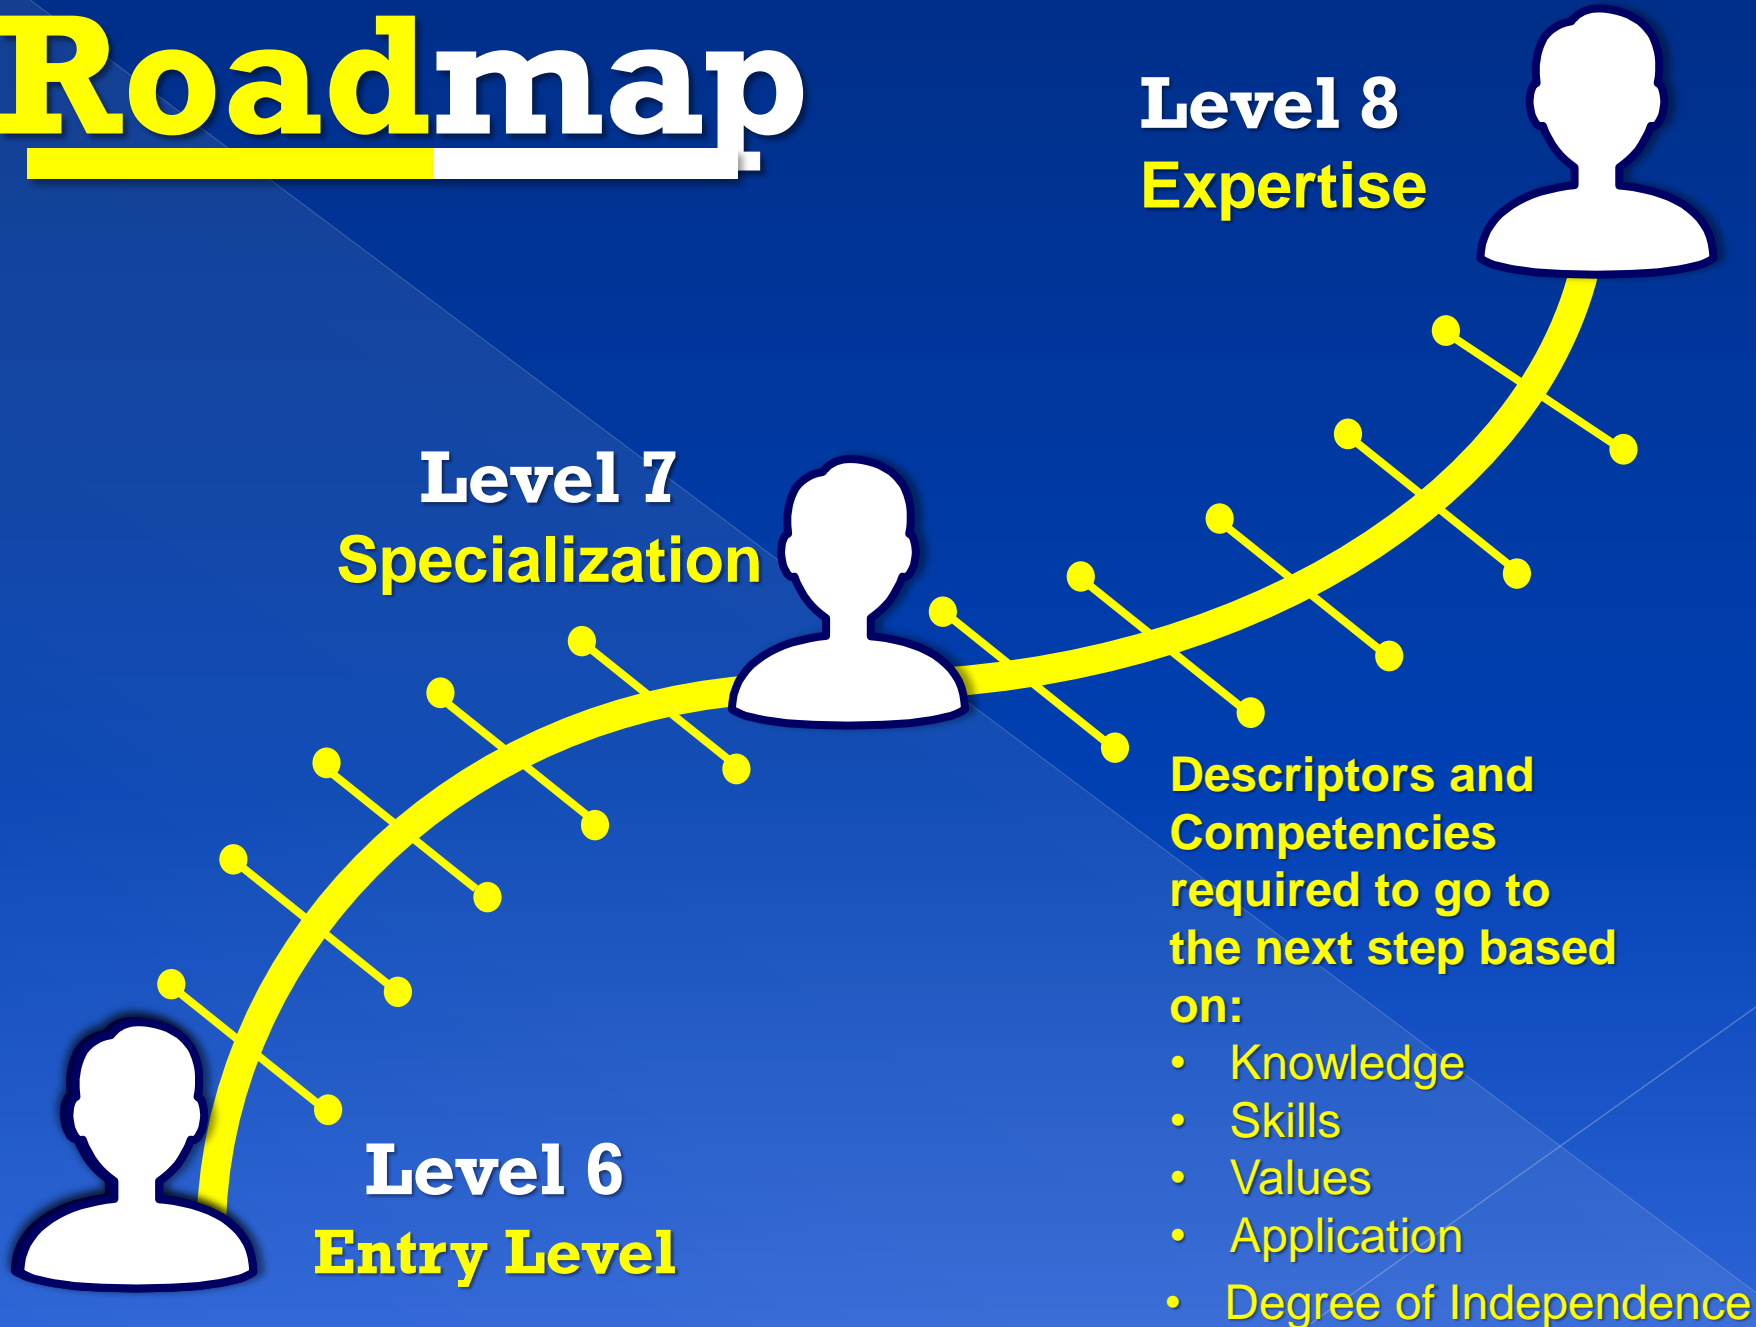 Roadmap
Level 8
Expertise
Level 7
Specialization
Level 6
Entry Level
Descriptors and
Competencies
required to go to
the next step based
on:
• Knowledge
• Skills
• Values
• Application
• Degree of Independence